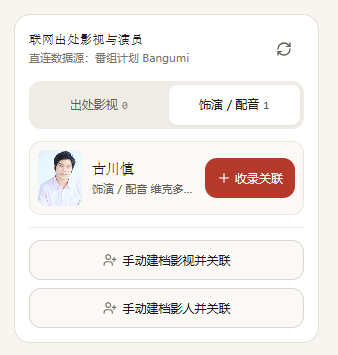 联网出处影视与演员
直连数据源：番组计划 Bangumi
出处影视 0
饰演 / 配音 1
古川慎
饰演 / 配音 维克多...
+ 收录关联
手动建档影视并关联
手动建档影人并关联